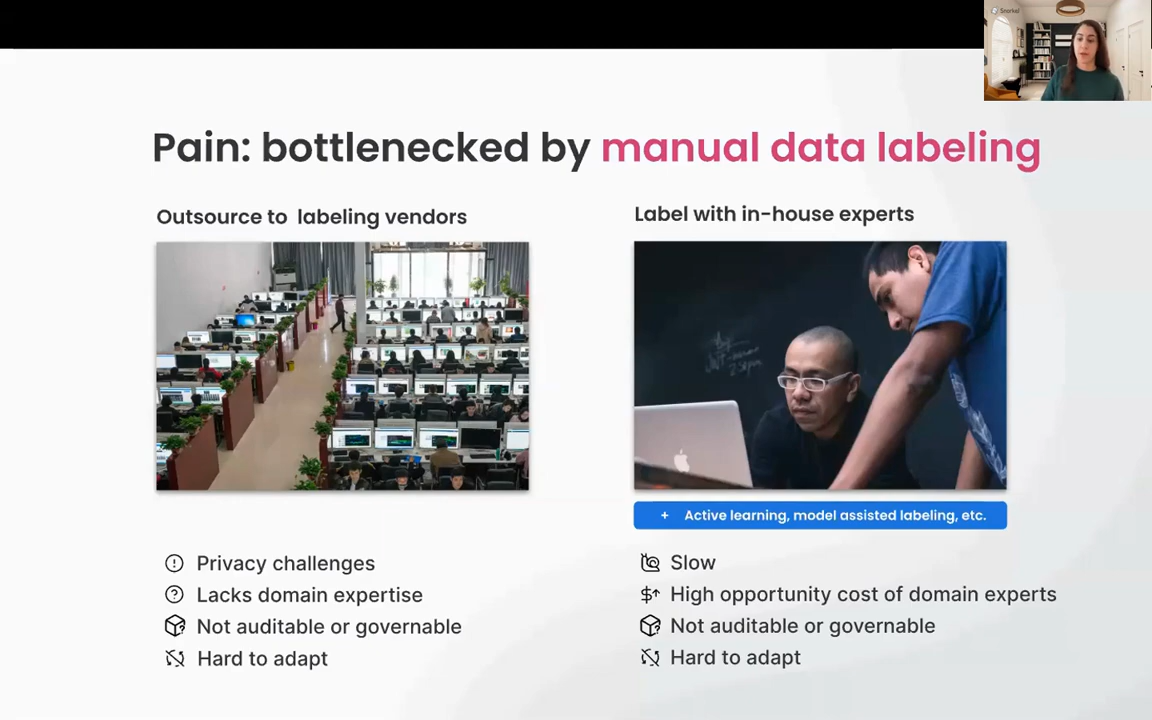 Snorkel
Pain: bottlenecked by manual data labeling
Outsource to labeling vendors
Privacy challenges
Lacks domain expertise
Not auditable or governable
Hard to adapt
Label with in-house experts
+ Active learning, model assisted labeling, etc.
Slow
High opportunity cost of domain experts
Not auditable or governable
Hard to adapt